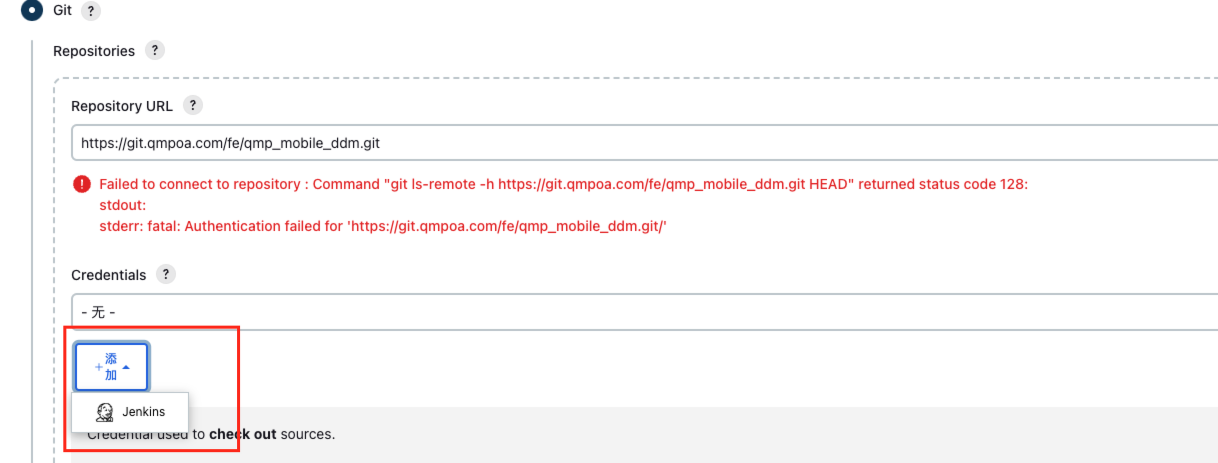 Git ?
Repositories ?
Repository URL ?
https://git.qmpoa.com/fe/qmp_mobile_ddm.git
! Failed to connect to repository : Command "git ls-remote -h https://git.qmpoa.com/fe/qmp_mobile_ddm.git HEAD" returned status code 128:
stdout:
stderr: fatal: Authentication failed for 'https://git.qmpoa.com/fe/qmp_mobile_ddm.git/'
Credentials ?
- 无 -
+添
加
Jenkins
Credential used to check out sources.